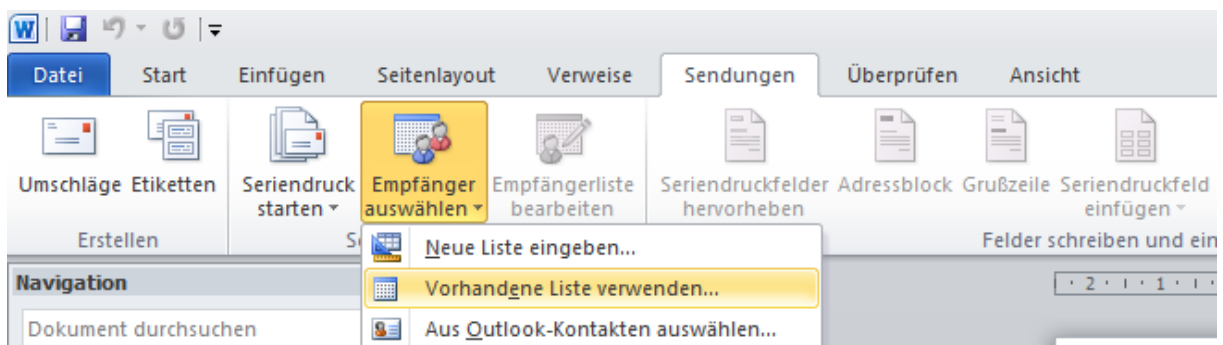 Datei Start Einfügen Seitenlayout Verweise Sendungen Überprüfen Ansicht
Umschläge Etiketten Seriendruck Empfänger Empfängerliste Seriendruckfelder Adressblock Grußzeile Seriendruckfeld
starten auswählen bearbeiten hervorheben einfügen
Erstellen Felder schreiben und ein
Neue Liste eingeben...
Navigation
Vorhandene Liste verwenden...
2 1
Dokument durchsuchen
Aus Outlook-Kontakten auswählen...